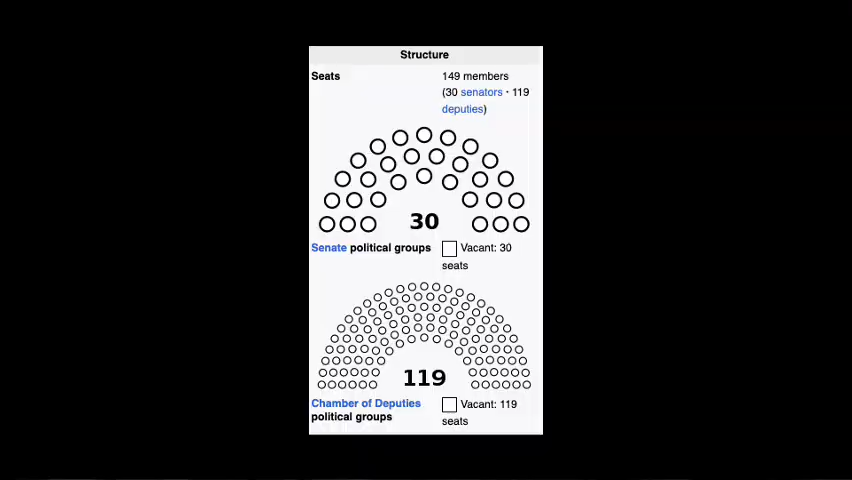 Structure
Seats 149 members
(30 senators · 119
deputies)
30
Senate political groups Vacant: 30
seats
119
Chamber of Deputies Vacant: 119
political groups seats